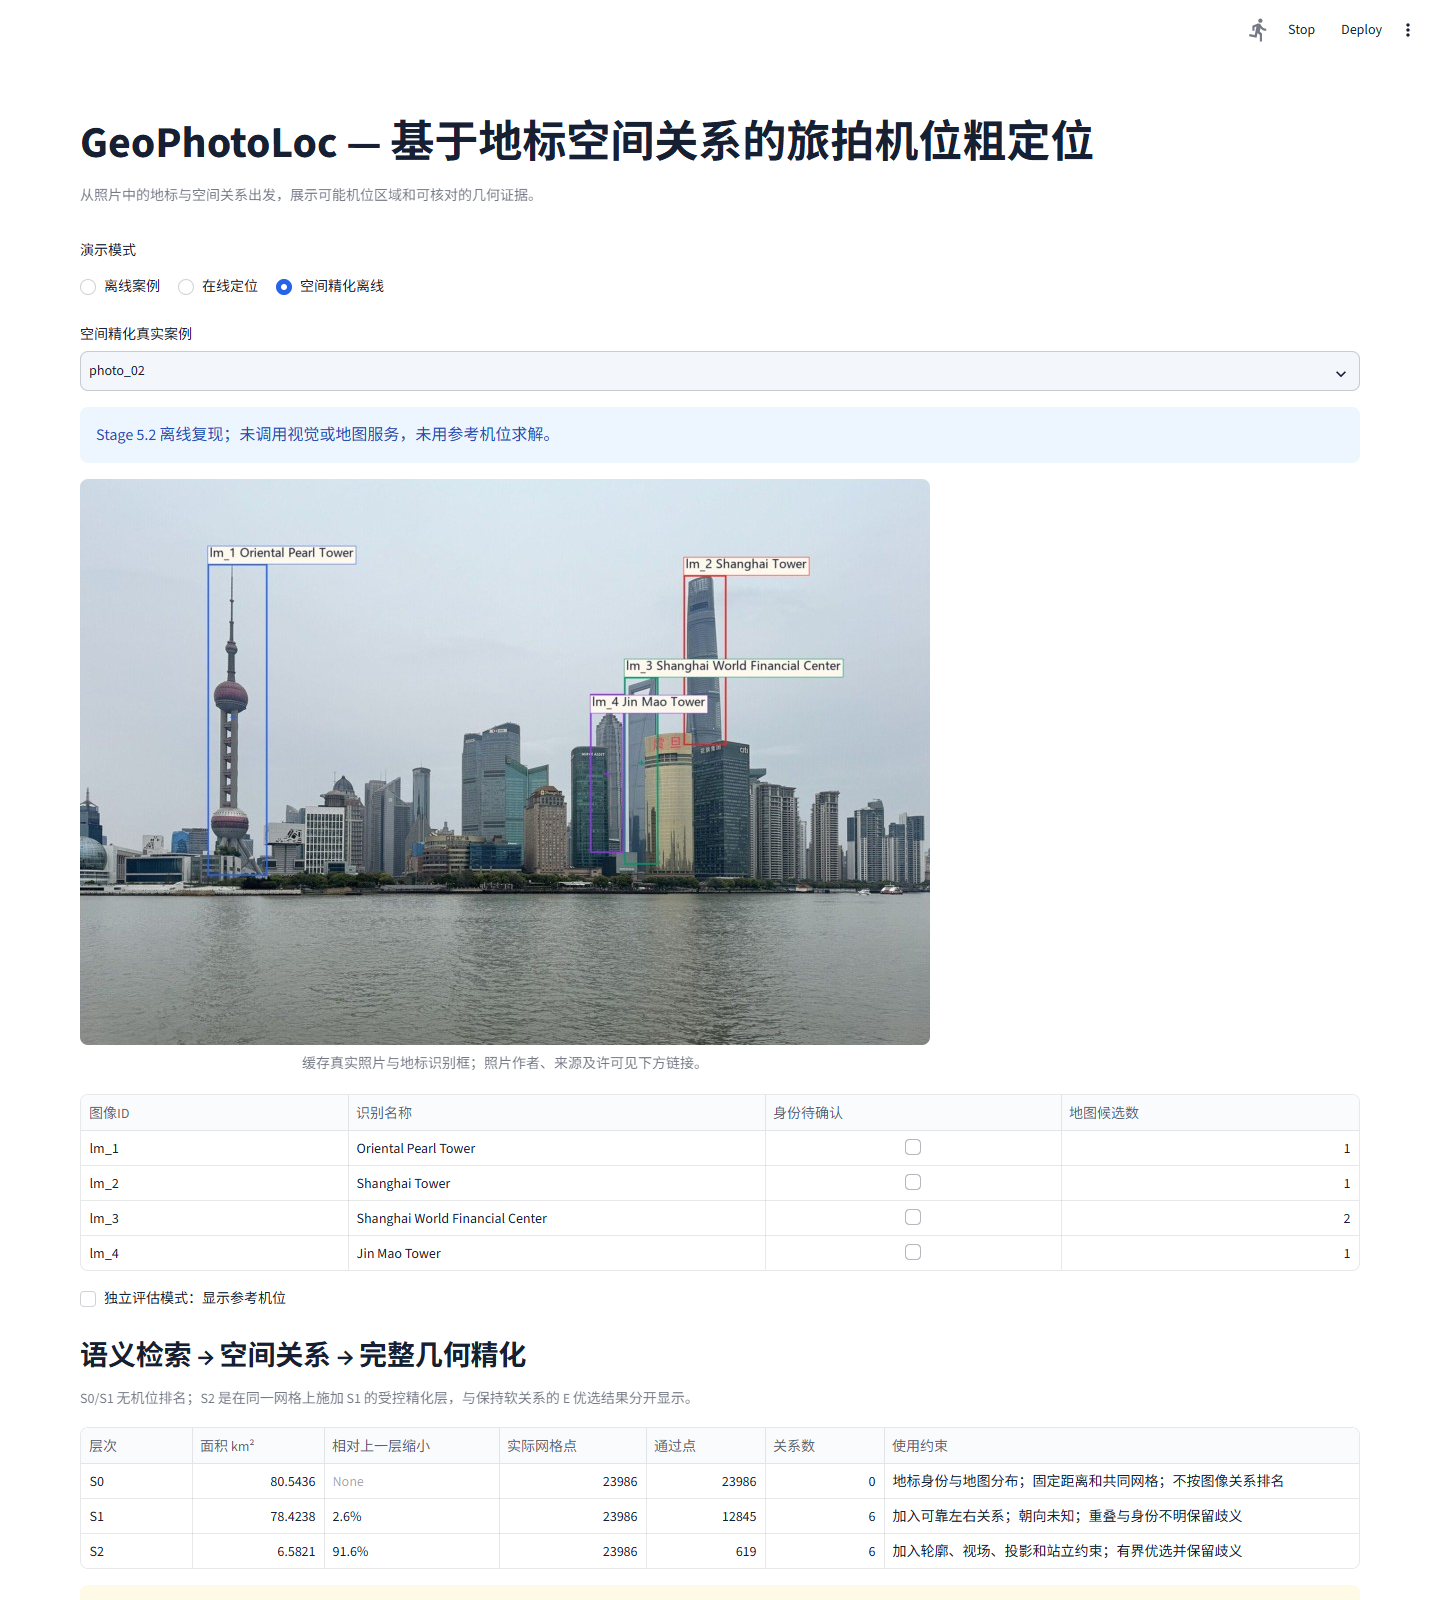 Stop Deploy
GeoPhotoLoc — 基于地标空间关系的旅拍机位粗定位
从照片中的地标与空间关系出发，展示可能机位区域和可核对的几何证据。
演示模式
离线案例 在线定位 空间精化离线
空间精化真实案例
photo_02
Stage 5.2 离线复现；未调用视觉或地图服务，未用参考机位求解。
lm_1 Oriental Pearl Tower
lm_2 Shanghai Tower
lm_3 Shanghai World Financial Center
lm_4 Jin Mao Tower
citi
缓存真实照片与地标识别框；照片作者、来源及许可见下方链接。
图像ID 识别名称 身份待确认 地图候选数
lm_1 Oriental Pearl Tower 1
lm_2 Shanghai Tower 1
lm_3 Shanghai World Financial Center 2
lm_4 Jin Mao Tower 1
独立评估模式：显示参考机位
语义检索 → 空间关系 → 完整几何精化
S0/S1 无机位排名；S2 是在同一网格上施加 S1 的受控精化层，与保持软关系的 E 优选结果分开显示。
层次 面积 km² 相对上一层缩小 实际网格点 通过点 关系数 使用约束
S0 80.5436 None 23986 23986 0 地标身份与地图分布；固定距离和共同网格；不按图像关系排名
S1 78.4238 2.6% 23986 12845 6 加入可靠左右关系；朝向未知；重叠与身份不明保留歧义
S2 6.5821 91.6% 23986 619 6 加入轮廓、视场、投影和站立约束；有界优选并保留歧义